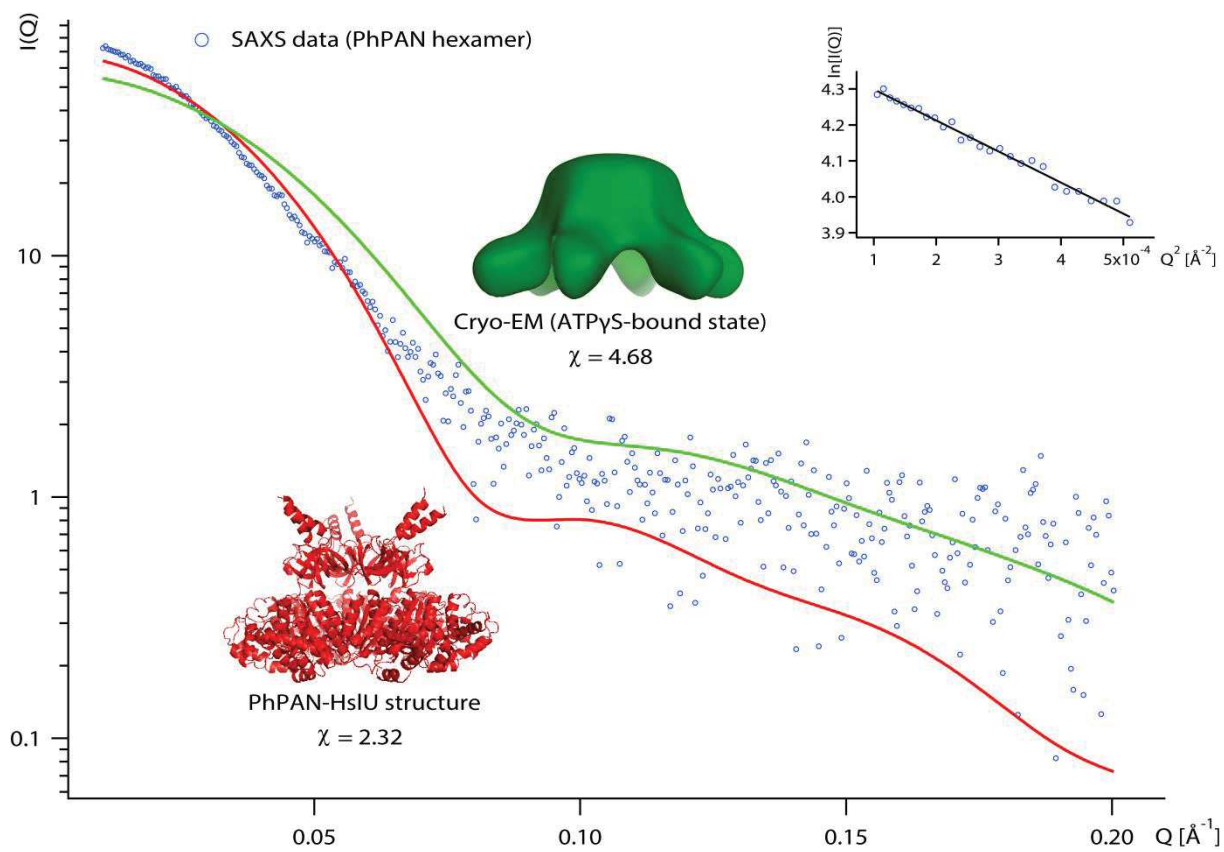 I(Q)
SAXS data (PhPAN hexamer)
10
1
0.1
0.05
0.10
0.15
0.20
Q [Å⁻¹]
Cryo-EM (ATPγS-bound state)
χ = 4.68
PhPAN-HslU structure
χ = 2.32
ln[I(Q)]
4.3
4.2
4.1
4.0
3.9
1
2
3
4
5x10⁻⁴
Q² [Å⁻²]